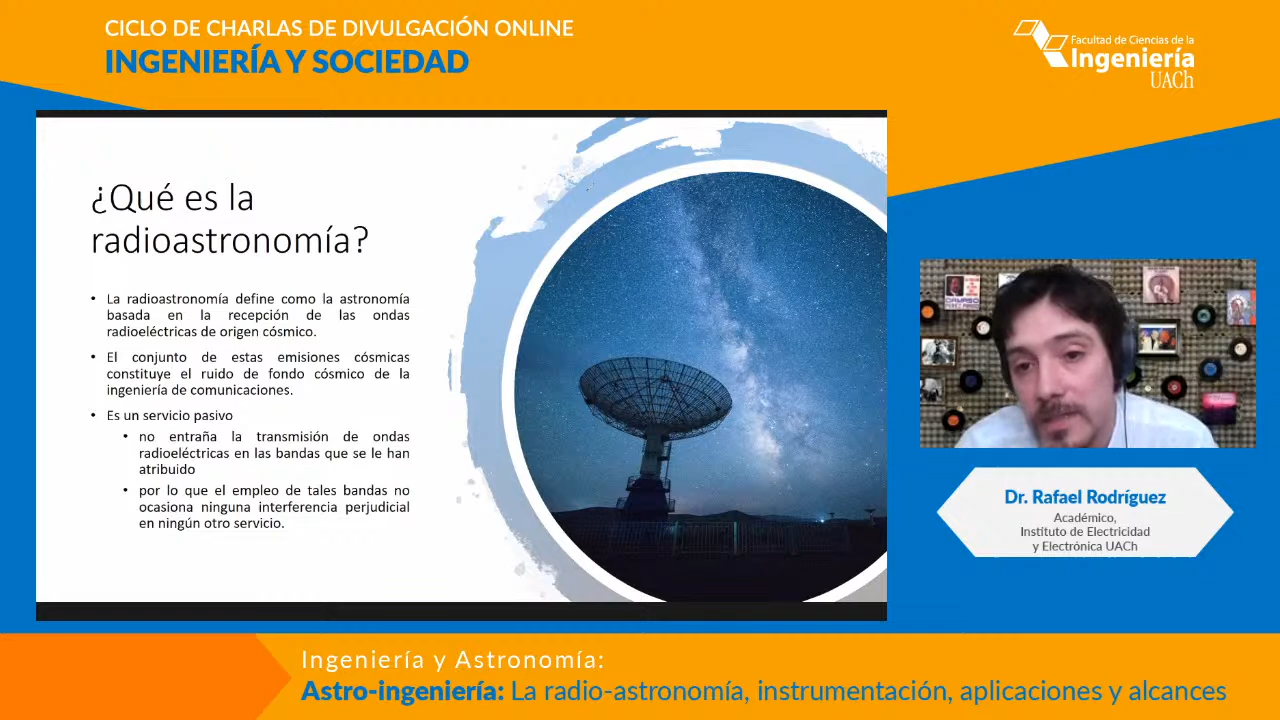 CICLO DE CHARLAS DE DIVULGACIÓN ONLINE
INGENIERÍA Y SOCIEDAD
Facultad de Ciencias de la
Ingeniería
UACh
¿Qué es la
radioastronomía?
• La radioastronomía define como la astronomía
basada en la recepción de las ondas
radioeléctricas de origen cósmico.
• El conjunto de estas emisiones cósmicas
constituye el ruido de fondo cósmico de la
ingeniería de comunicaciones.
• Es un servicio pasivo
• no entraña la transmisión de ondas
radioeléctricas en las bandas que se le han
atribuido
• por lo que el empleo de tales bandas no
ocasiona ninguna interferencia perjudicial
en ningún otro servicio.
Dr. Rafael Rodríguez
Académico,
Instituto de Electricidad
y Electrónica UACh
Ingeniería y Astronomía:
Astro-ingeniería: La radio-astronomía, instrumentación, aplicaciones y alcances